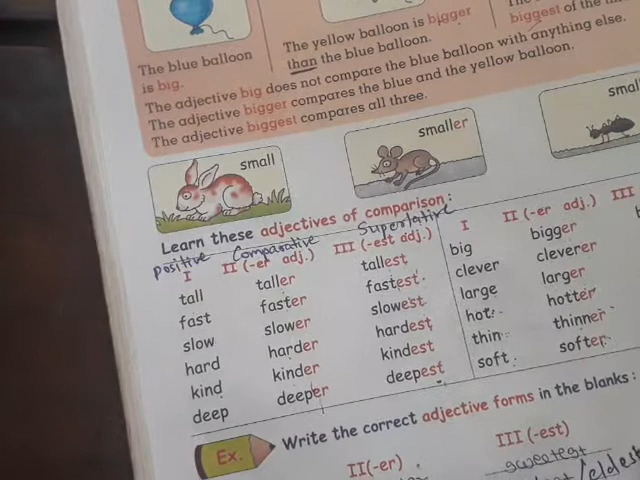 The blue balloon
is big.
The yellow balloon is bigger
than the blue balloon.
biggest of the
The adjective big does not compare the blue balloon with anything else.
The adjective bigger compares the blue and the yellow balloon.
The adjective biggest compares all three.
small
smaller
Learn these adjectives of comparison:
positive Comparative Superlative
I II (-er adj.) III (-est adj.)
tall taller tallest
fast faster fastest
slow slower slowest
hard harder hardest
kind kinder kindest
deep deeper deepest
I II (-er adj.) III
big bigger
clever cleverer
large larger
hot hotter
thin thinner
soft softer
Ex. Write the correct adjective forms in the blanks:
II(-er) III (-est)